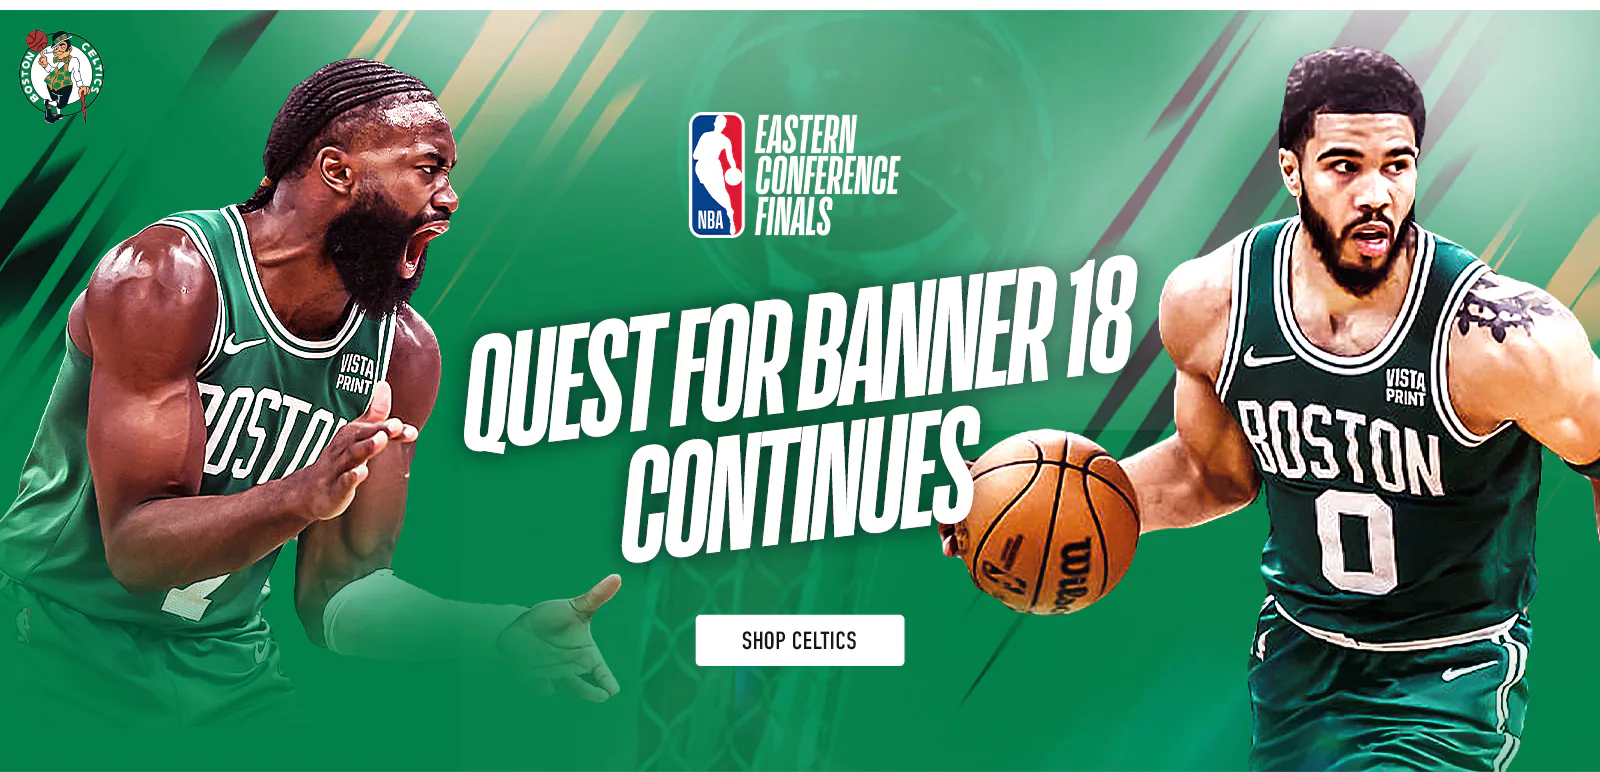 BOSTON CELTICS
NBA
EASTERN
CONFERENCE
FINALS
QUEST FOR BANNER 18
CONTINUES
VISTA
PRINT
BOSTON
7
VISTA
PRINT
BOSTON
0
Wilson
SHOP CELTICS